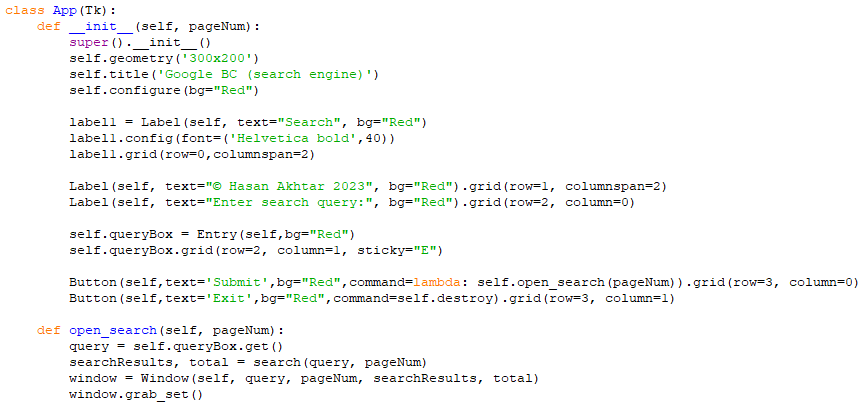 class App(Tk):
    def __init__(self, pageNum):
        super().__init__()
        self.geometry('300x200')
        self.title('Google BC (search engine)')
        self.configure(bg="Red")

        label1 = Label(self, text="Search", bg="Red")
        label1.config(font=('Helvetica bold',40))
        label1.grid(row=0,columnspan=2)

        Label(self, text="© Hasan Akhtar 2023", bg="Red").grid(row=1, columnspan=2)
        Label(self, text="Enter search query:", bg="Red").grid(row=2, column=0)

        self.queryBox = Entry(self,bg="Red")
        self.queryBox.grid(row=2, column=1, sticky="E")

        Button(self,text='Submit',bg="Red",command=lambda: self.open_search(pageNum)).grid(row=3, column=0)
        Button(self,text='Exit',bg="Red",command=self.destroy).grid(row=3, column=1)

    def open_search(self, pageNum):
        query = self.queryBox.get()
        searchResults, total = search(query, pageNum)
        window = Window(self, query, pageNum, searchResults, total)
        window.grab_set()